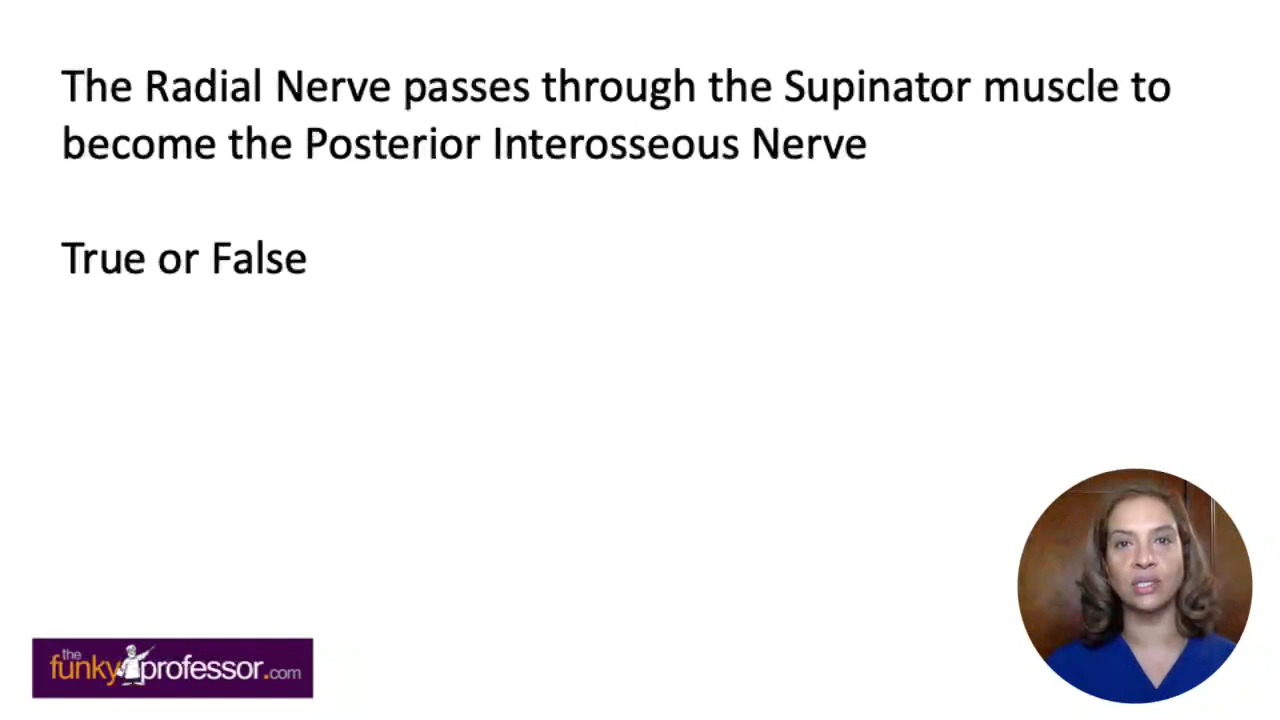 The Radial Nerve passes through the Supinator muscle to
become the Posterior Interosseous Nerve
True or False
the
funky professor.com